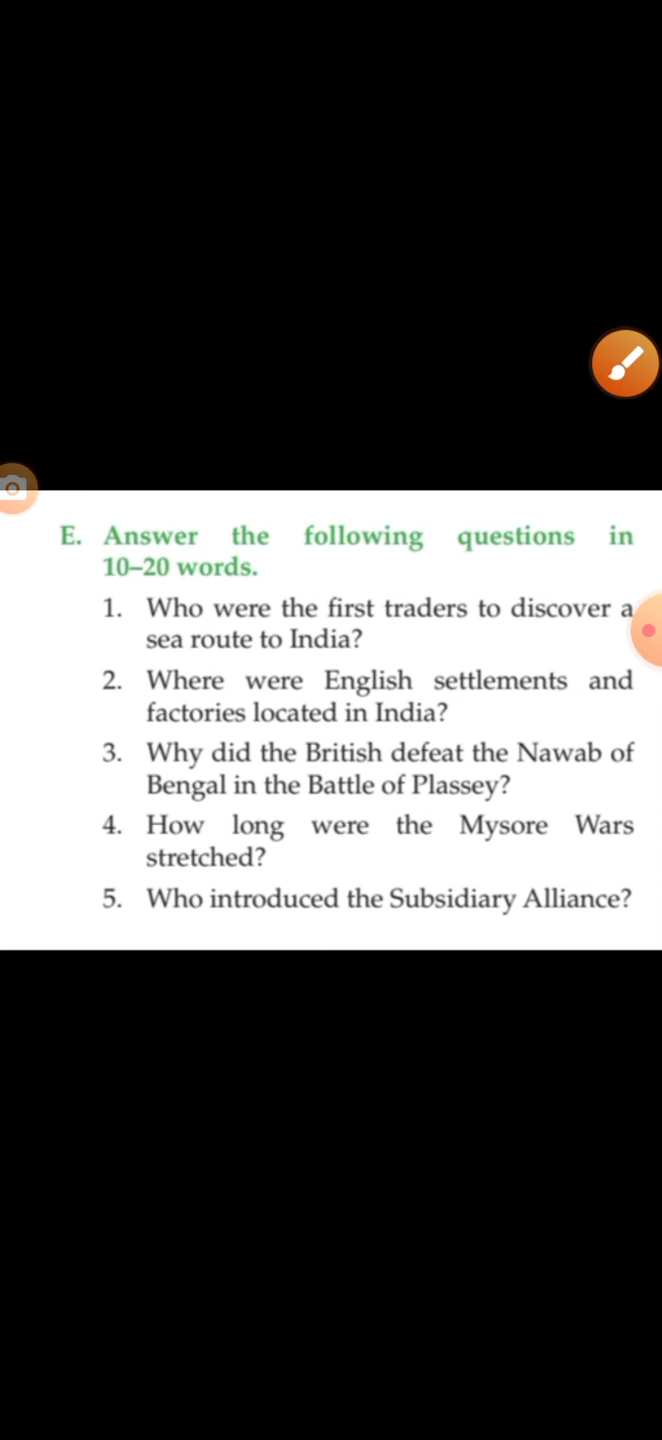 E. Answer the following questions in
10–20 words.
1. Who were the first traders to discover a
sea route to India?
2. Where were English settlements and
factories located in India?
3. Why did the British defeat the Nawab of
Bengal in the Battle of Plassey?
4. How long were the Mysore Wars
stretched?
5. Who introduced the Subsidiary Alliance?